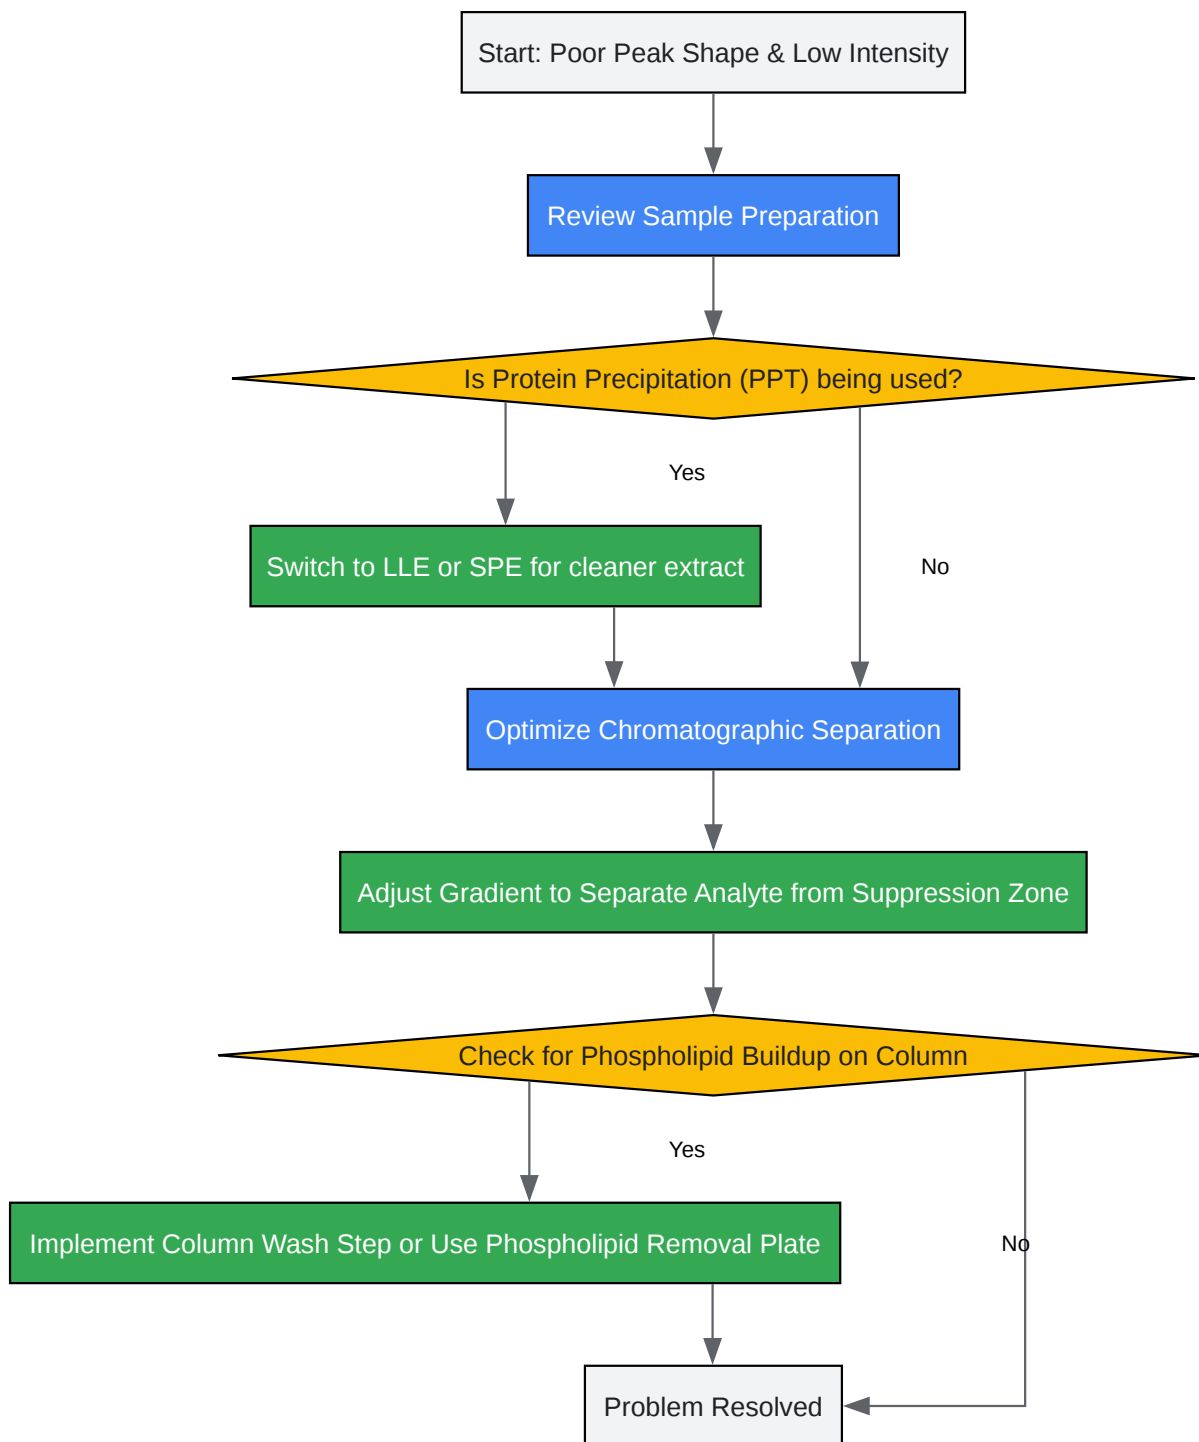 Start: Poor Peak Shape & Low Intensity
Review Sample Preparation
Is Protein Precipitation (PPT) being used?
Yes
Switch to LLE or SPE for cleaner extract
No
Optimize Chromatographic Separation
Adjust Gradient to Separate Analyte from Suppression Zone
Check for Phospholipid Buildup on Column
Yes
Implement Column Wash Step or Use Phospholipid Removal Plate
No
Problem Resolved